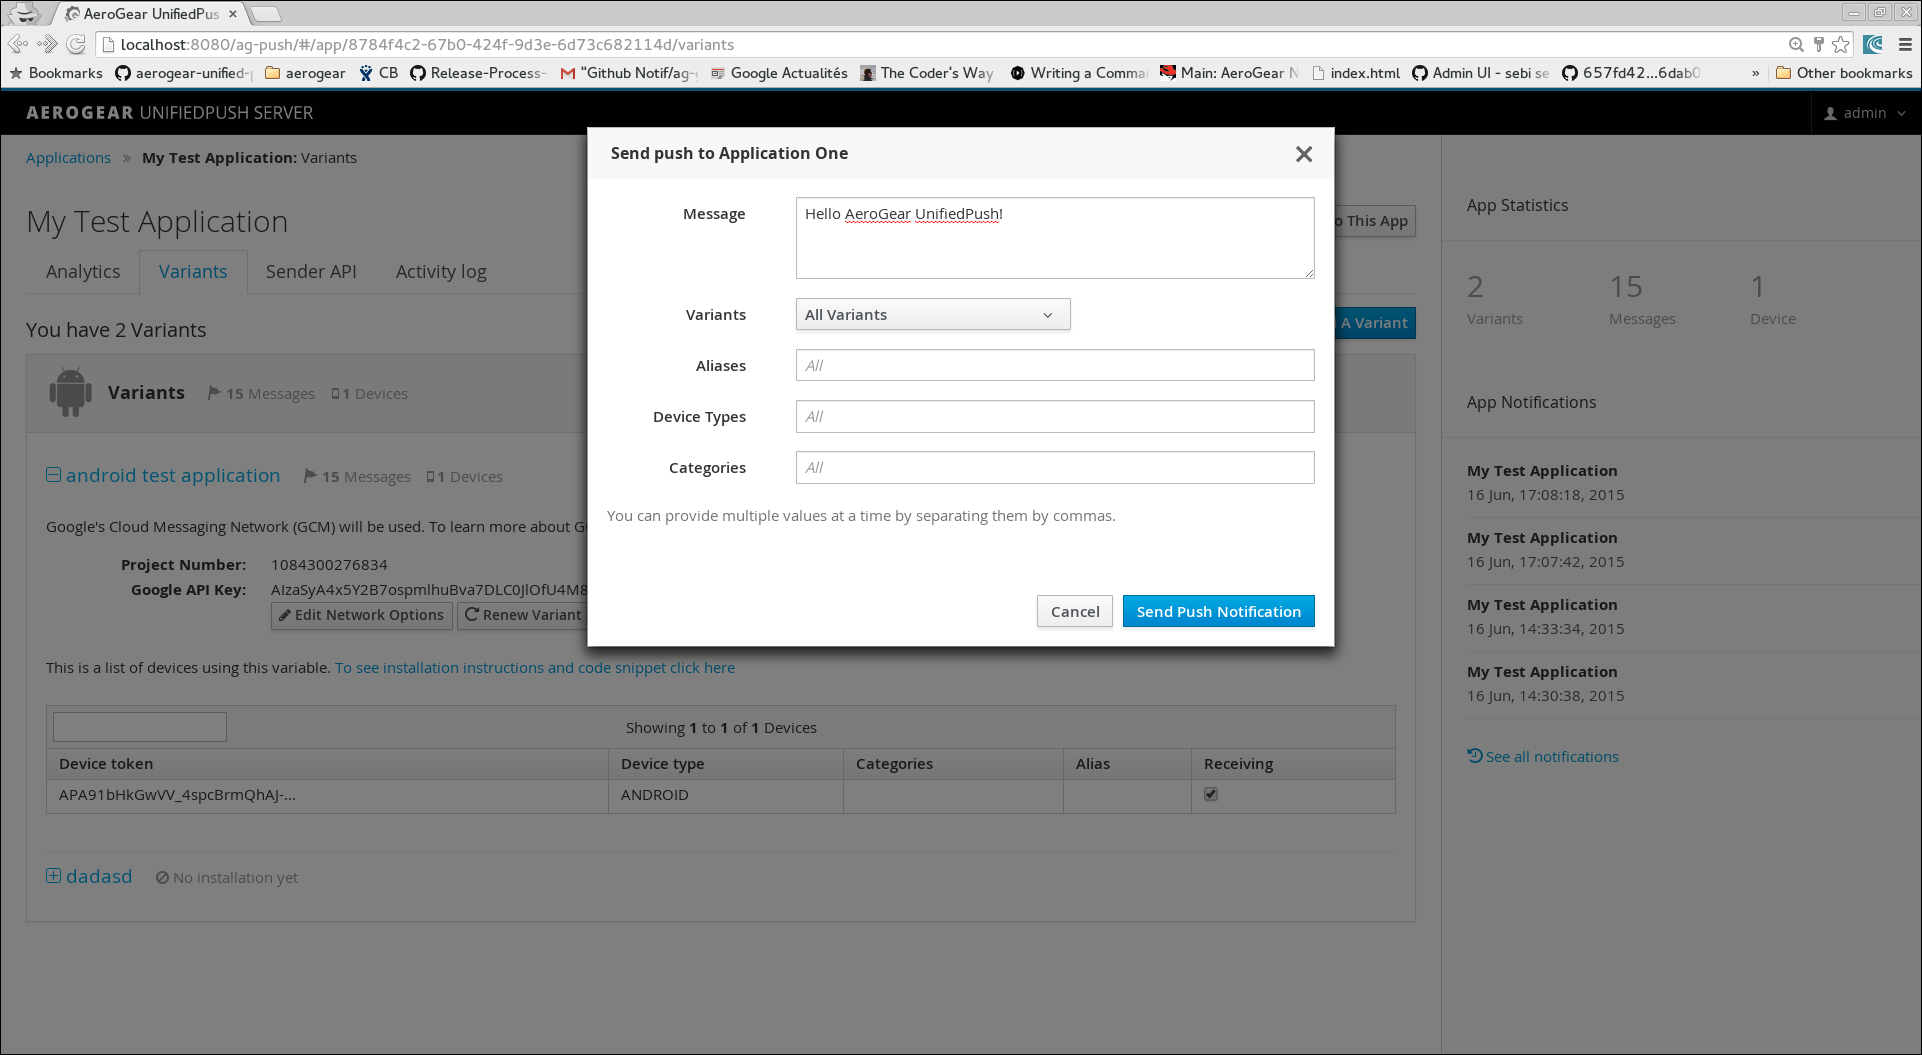 AeroGear UnifiedPus
localhost:8080/ag-push/#/app/8784f4c2-67b0-424f-9d3e-6d73c682114d/variants
Bookmarks aerogear-unified- aerogear CB Release-Process- "Github Notif/ag- Google Actualités The Coder's Way Writing a Comma Main: AeroGear N index.html Admin UI - sebi se 657fd42...6dab0 » Other bookmarks
AEROGEAR UNIFIEDPUSH SERVER
admin
Applications » My Test Application: Variants
Send push to Application One
My Test Application
o This App
Analytics Variants Sender API Activity log
You have 2 Variants
A Variant
Variants 15 Messages 1 Devices
android test application 15 Messages 1 Devices
Google's Cloud Messaging Network (GCM) will be used. To learn more about G
Project Number: 1084300276834
Google API Key: AIzaSyA4x5Y2B7ospmlhuBva7DLC0JlOfU4M8
Edit Network Options Renew Variant
Message Hello AeroGear UnifiedPush!
Variants All Variants
Aliases All
Device Types All
Categories All
You can provide multiple values at a time by separating them by commas.
Cancel Send Push Notification
This is a list of devices using this variable. To see installation instructions and code snippet click here
Showing 1 to 1 of 1 Devices
Device token Device type Categories Alias Receiving
APA91bHkGwVV_4spcBrmQhAJ-... ANDROID
dadasd No installation yet
App Statistics
2 15 1
Variants Messages Device
App Notifications
My Test Application
16 Jun, 17:08:18, 2015
My Test Application
16 Jun, 17:07:42, 2015
My Test Application
16 Jun, 14:33:34, 2015
My Test Application
16 Jun, 14:30:38, 2015
See all notifications